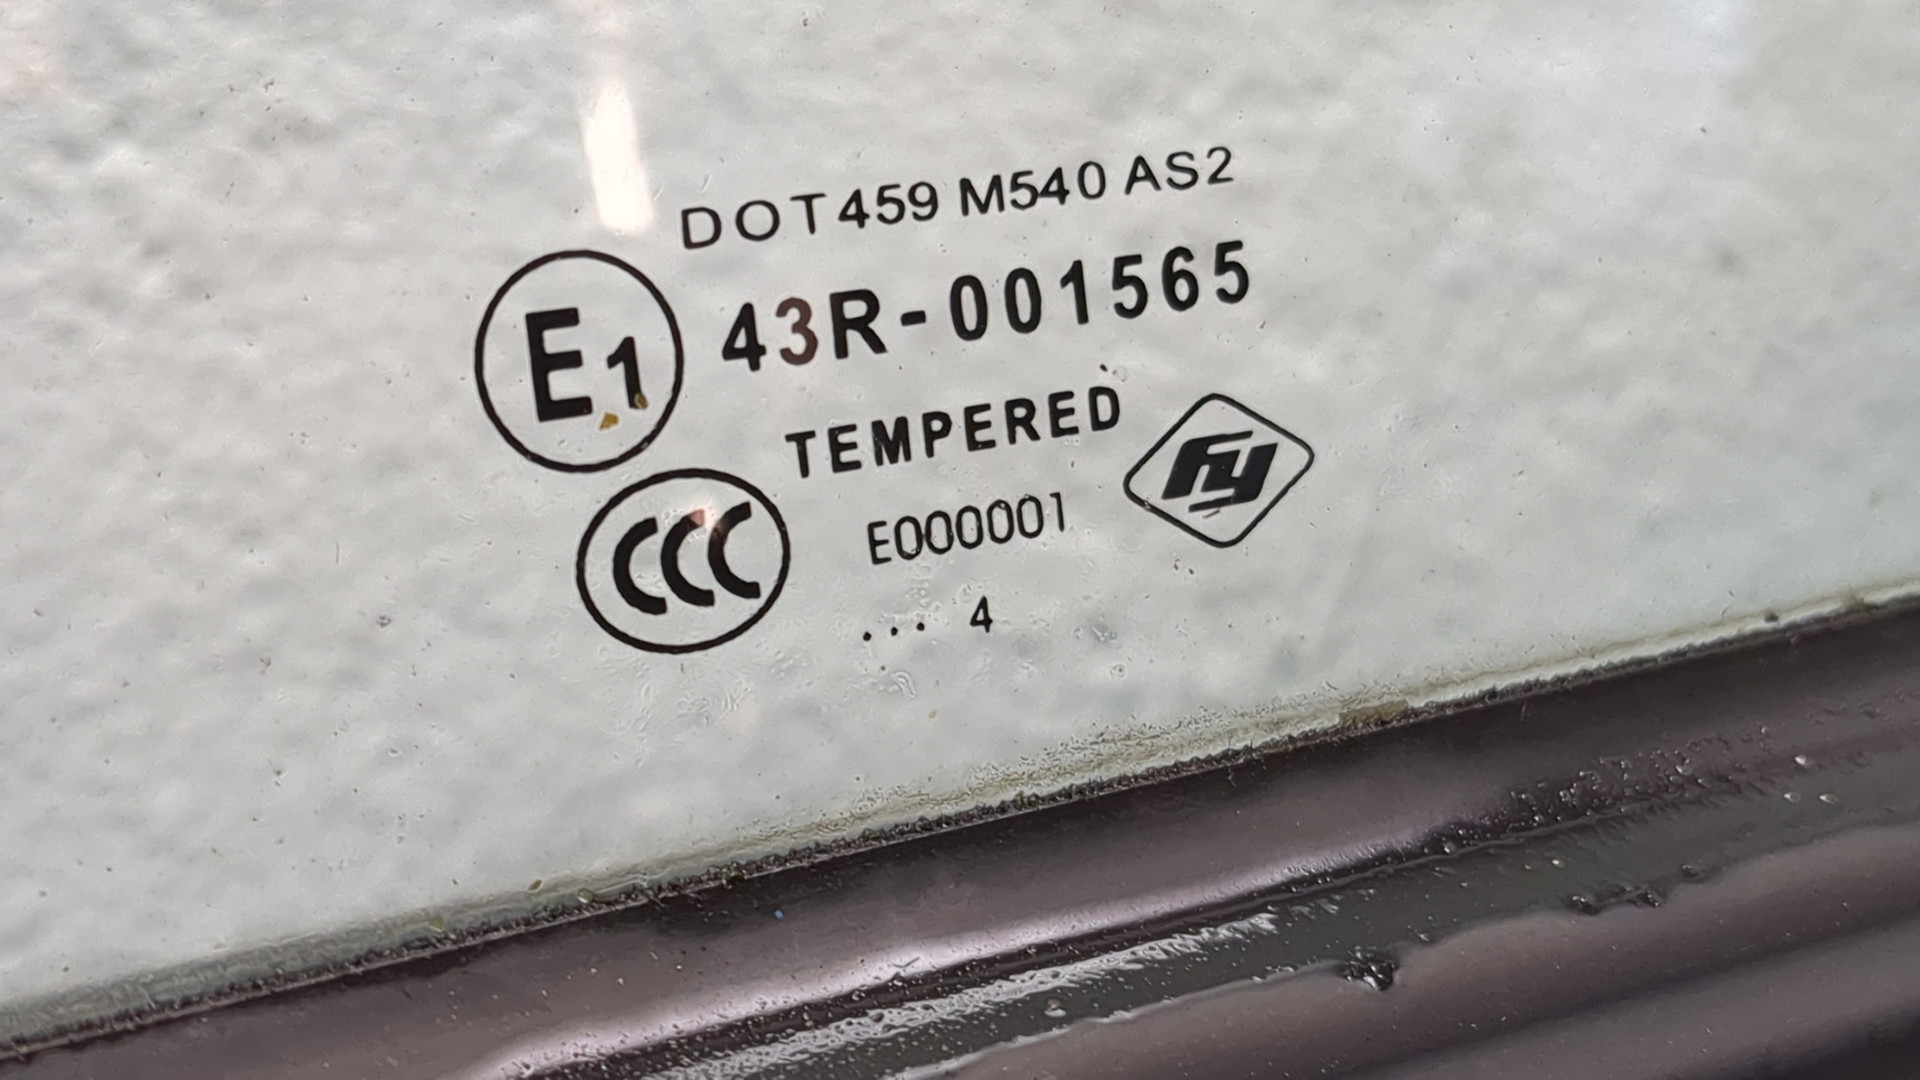 DOT459 M540 AS2
E1 43R-001565
TEMPERED
fy
CCC E000001
... 4